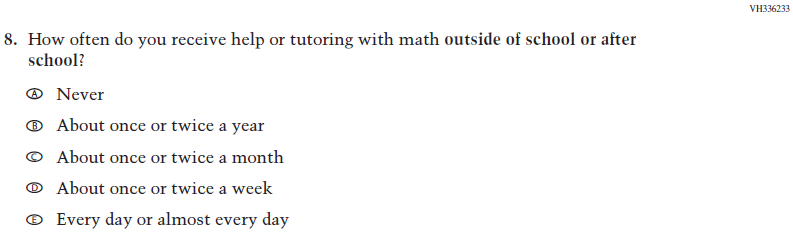 VH336233
8. How often do you receive help or tutoring with math outside of school or after
school?
A Never
B About once or twice a year
C About once or twice a month
D About once or twice a week
E Every day or almost every day